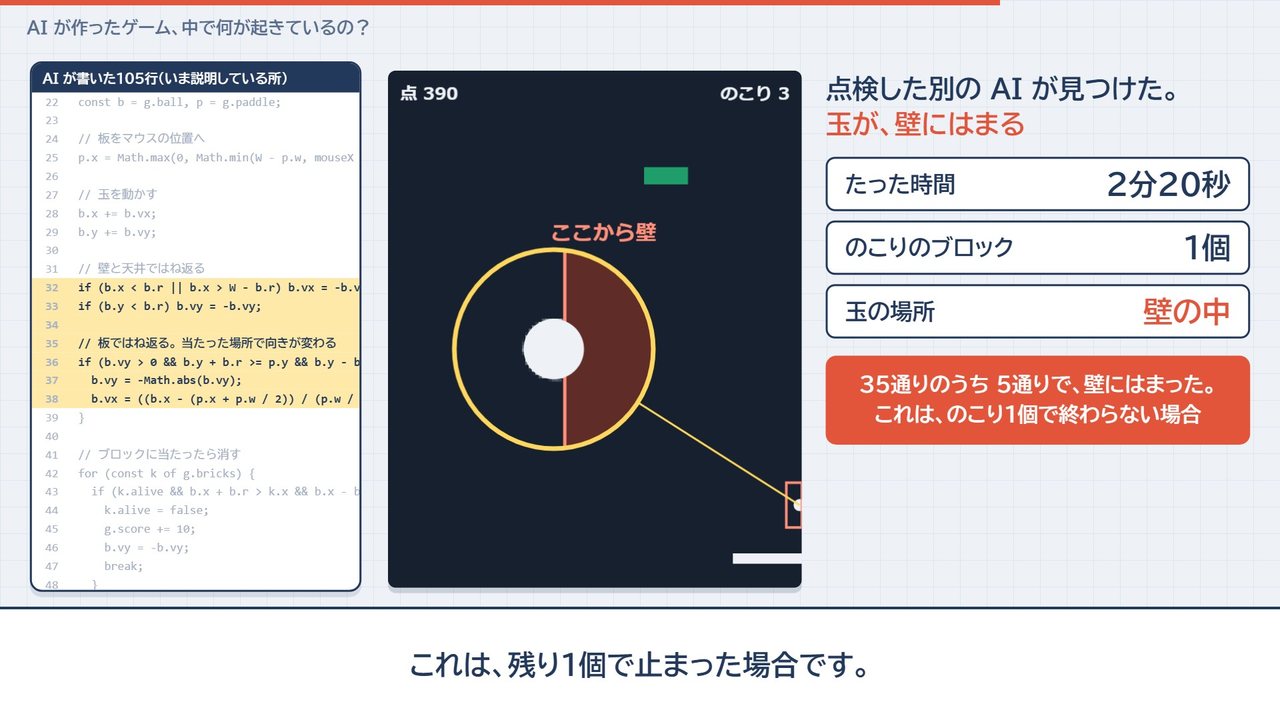 AI が作ったゲーム、中で何が起きているの？
AI が書いた105行(いま説明している所)
22 const b = g.ball, p = g.paddle;
23
24 // 板をマウスの位置へ
25 p.x = Math.max(0, Math.min(W - p.w, mouseX
26
27 // 玉を動かす
28 b.x += b.vx;
29 b.y += b.vy;
30
31 // 壁と天井ではね返る
32 if (b.x < b.r || b.x > W - b.r) b.vx = -b.v
33 if (b.y < b.r) b.vy = -b.vy;
34
35 // 板ではね返る。当たった場所で向きが変わる
36 if (b.vy > 0 && b.y + b.r >= p.y && b.y - b
37 b.vy = -Math.abs(b.vy);
38 b.vx = ((b.x - (p.x + p.w / 2)) / (p.w /
39 }
40
41 // ブロックに当たったら消す
42 for (const k of g.bricks) {
43 if (k.alive && b.x + b.r > k.x && b.x - b
44 k.alive = false;
45 g.score += 10;
46 b.vy = -b.vy;
47 break;
48 }
点 390
のこり 3
ここから壁
点検した別の AI が見つけた。
玉が、壁にはまる
たった時間 2分20秒
のこりのブロック 1個
玉の場所 壁の中
35通りのうち 5通りで、壁にはまった。
これは、のこり1個で終わらない場合
これは、残り1個で止まった場合です。